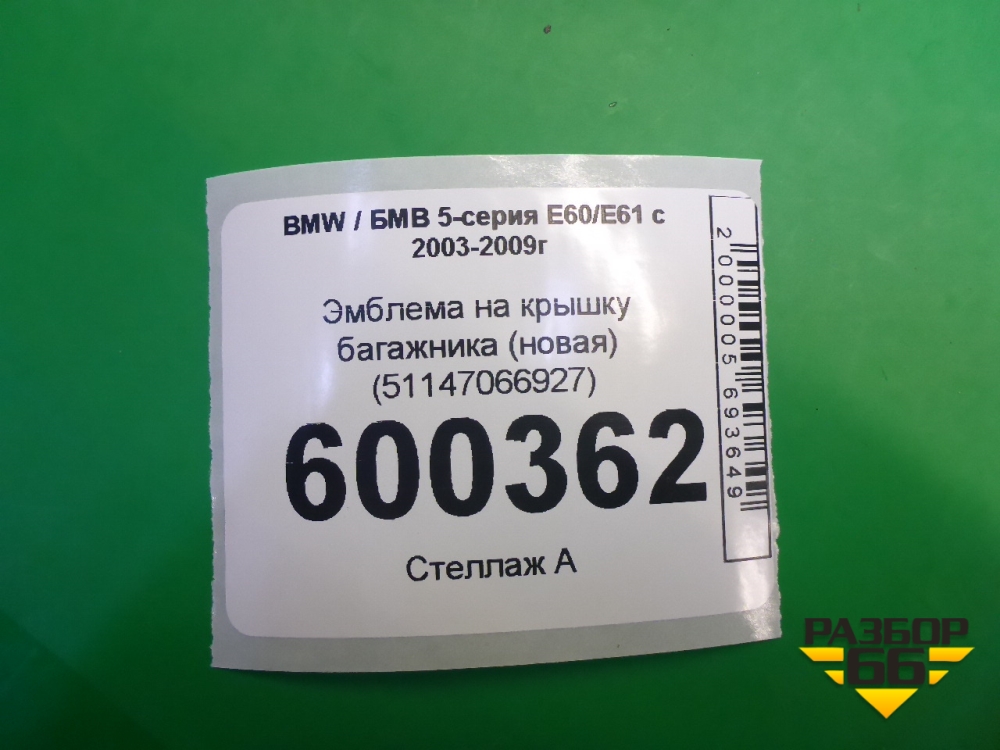 BMW / БМВ 5-серия E60/E61 с
2003-2009г
Эмблема на крышку
багажника (новая)
(51147066927)
600362
Стеллаж А
2000005693649
РАЗБОР
66